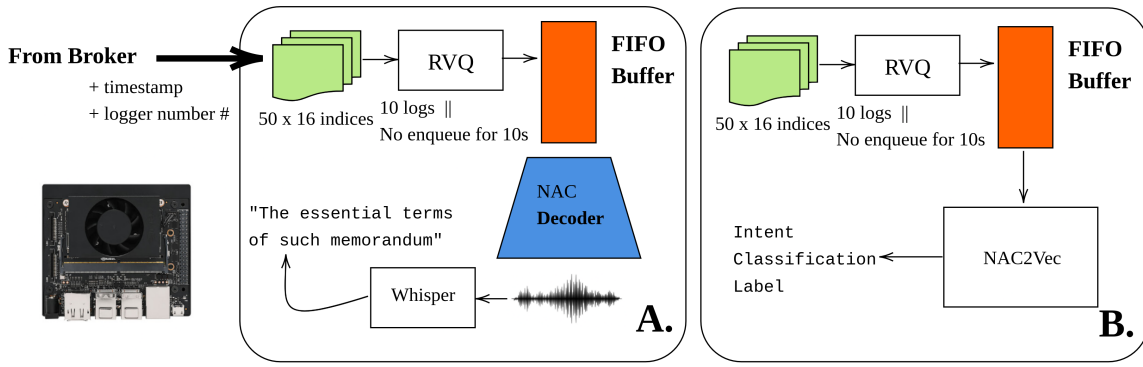 From Broker
+ timestamp
+ logger number #
50 x 16 indices
RVQ
10 logs ||
No enqueue for 10s
FIFO
Buffer
NAC
Decoder
"The essential terms
of such memorandum"
Whisper
A.
50 x 16 indices
RVQ
10 logs ||
No enqueue for 10s
FIFO
Buffer
NAC2Vec
Intent
Classification
Label
B.